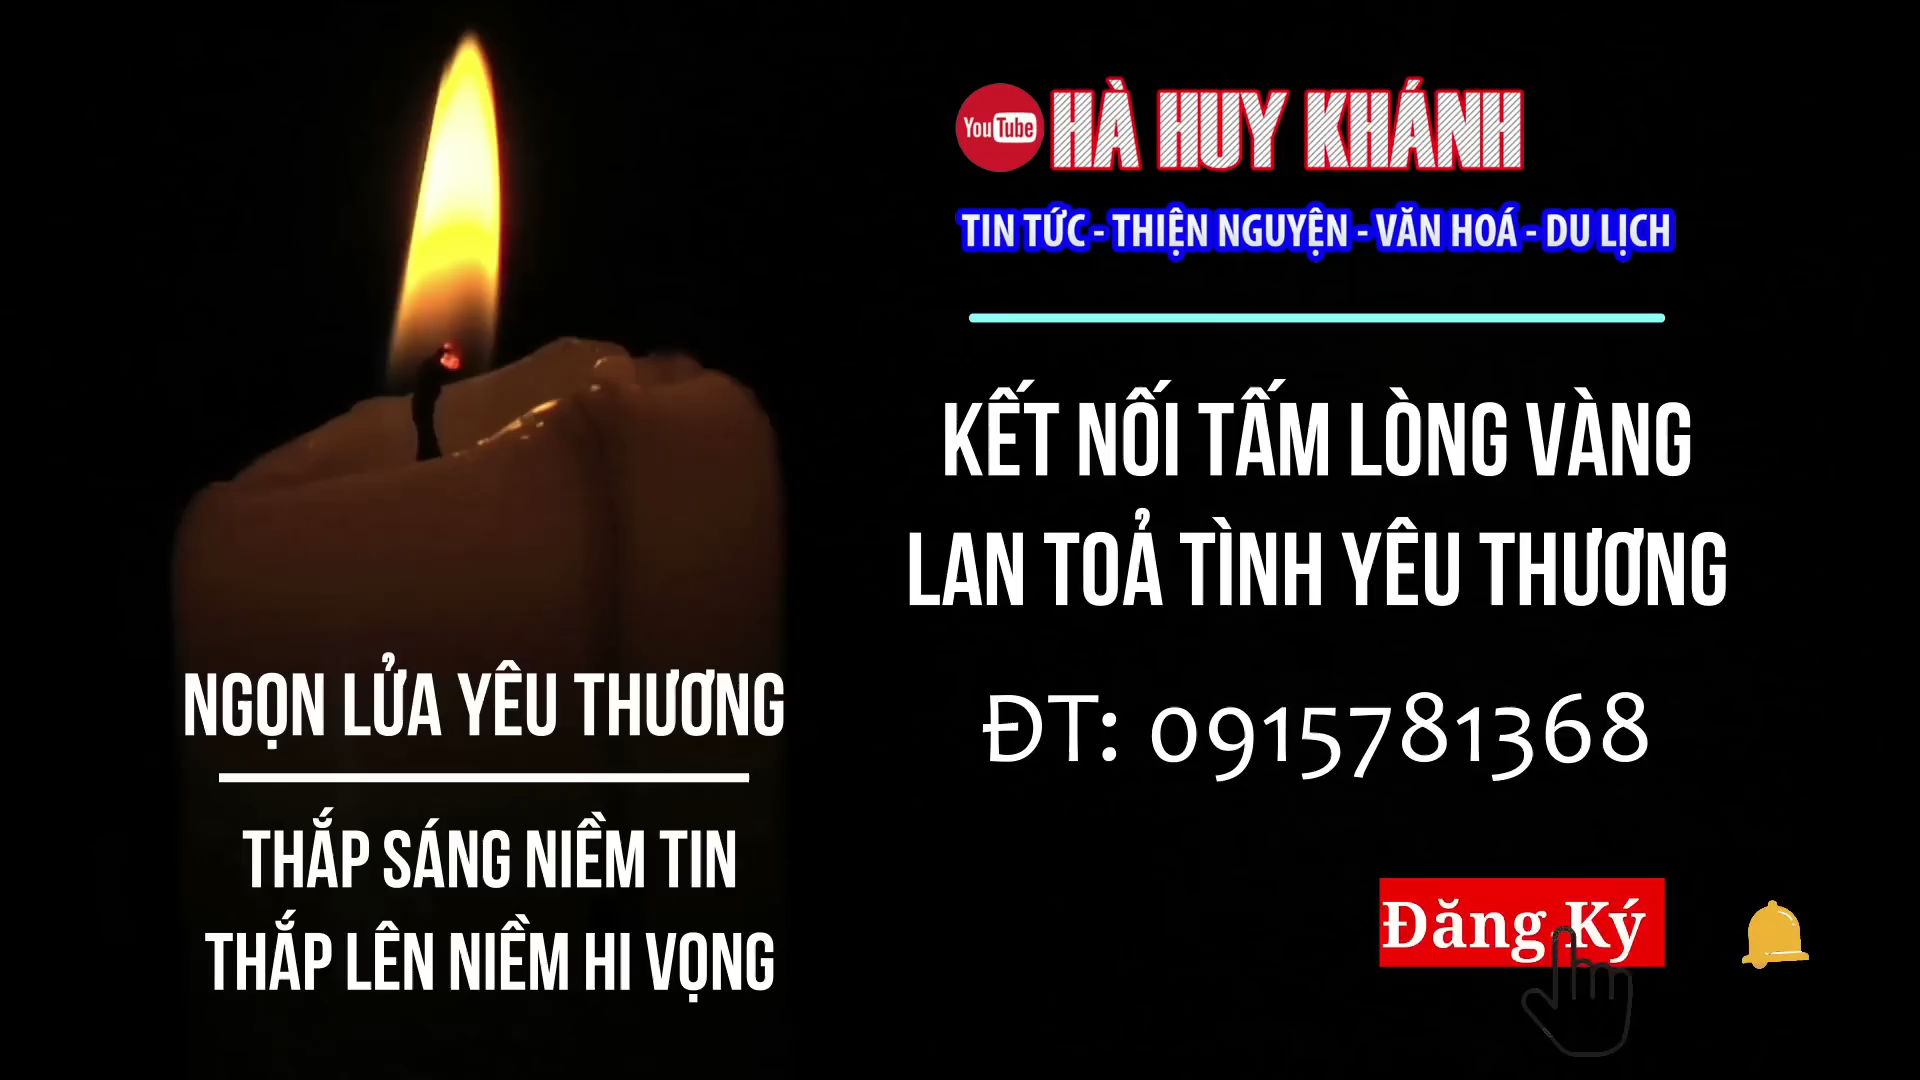 YouTube HÀ HUY KHÁNH
TIN TỨC - THIỆN NGUYỆN - VĂN HOÁ - DU LỊCH
KẾT NỐI TẤM LÒNG VÀNG
LAN TOẢ TÌNH YÊU THƯƠNG
ĐT: 0915781368
Đăng Ký
NGỌN LỬA YÊU THƯƠNG
THẮP SÁNG NIỀM TIN
THẮP LÊN NIỀM HI VỌNG